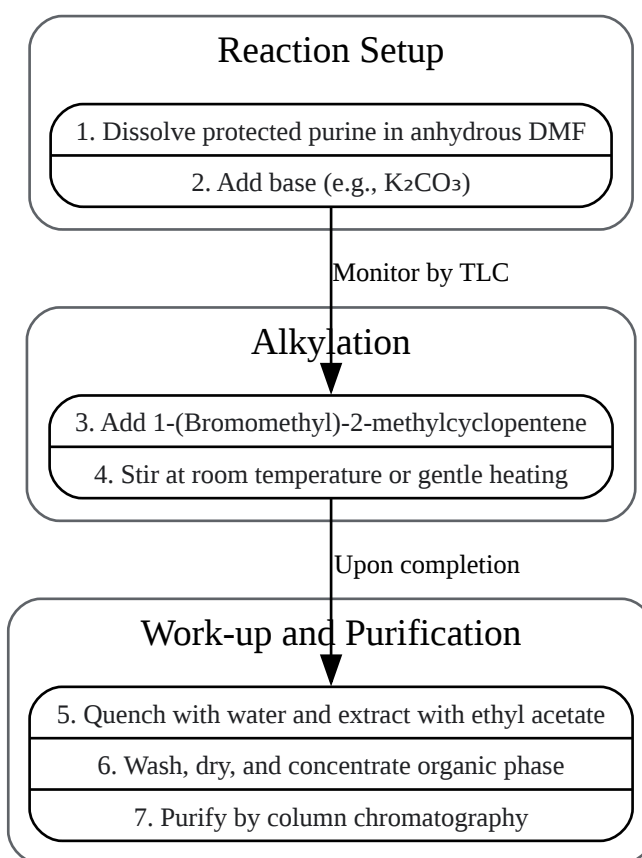 Reaction Setup
1. Dissolve protected purine in anhydrous DMF
2. Add base (e.g., K₂CO₃)
Monitor by TLC
Alkylation
3. Add 1-(Bromomethyl)-2-methylcyclopentene
4. Stir at room temperature or gentle heating
Upon completion
Work-up and Purification
5. Quench with water and extract with ethyl acetate
6. Wash, dry, and concentrate organic phase
7. Purify by column chromatography